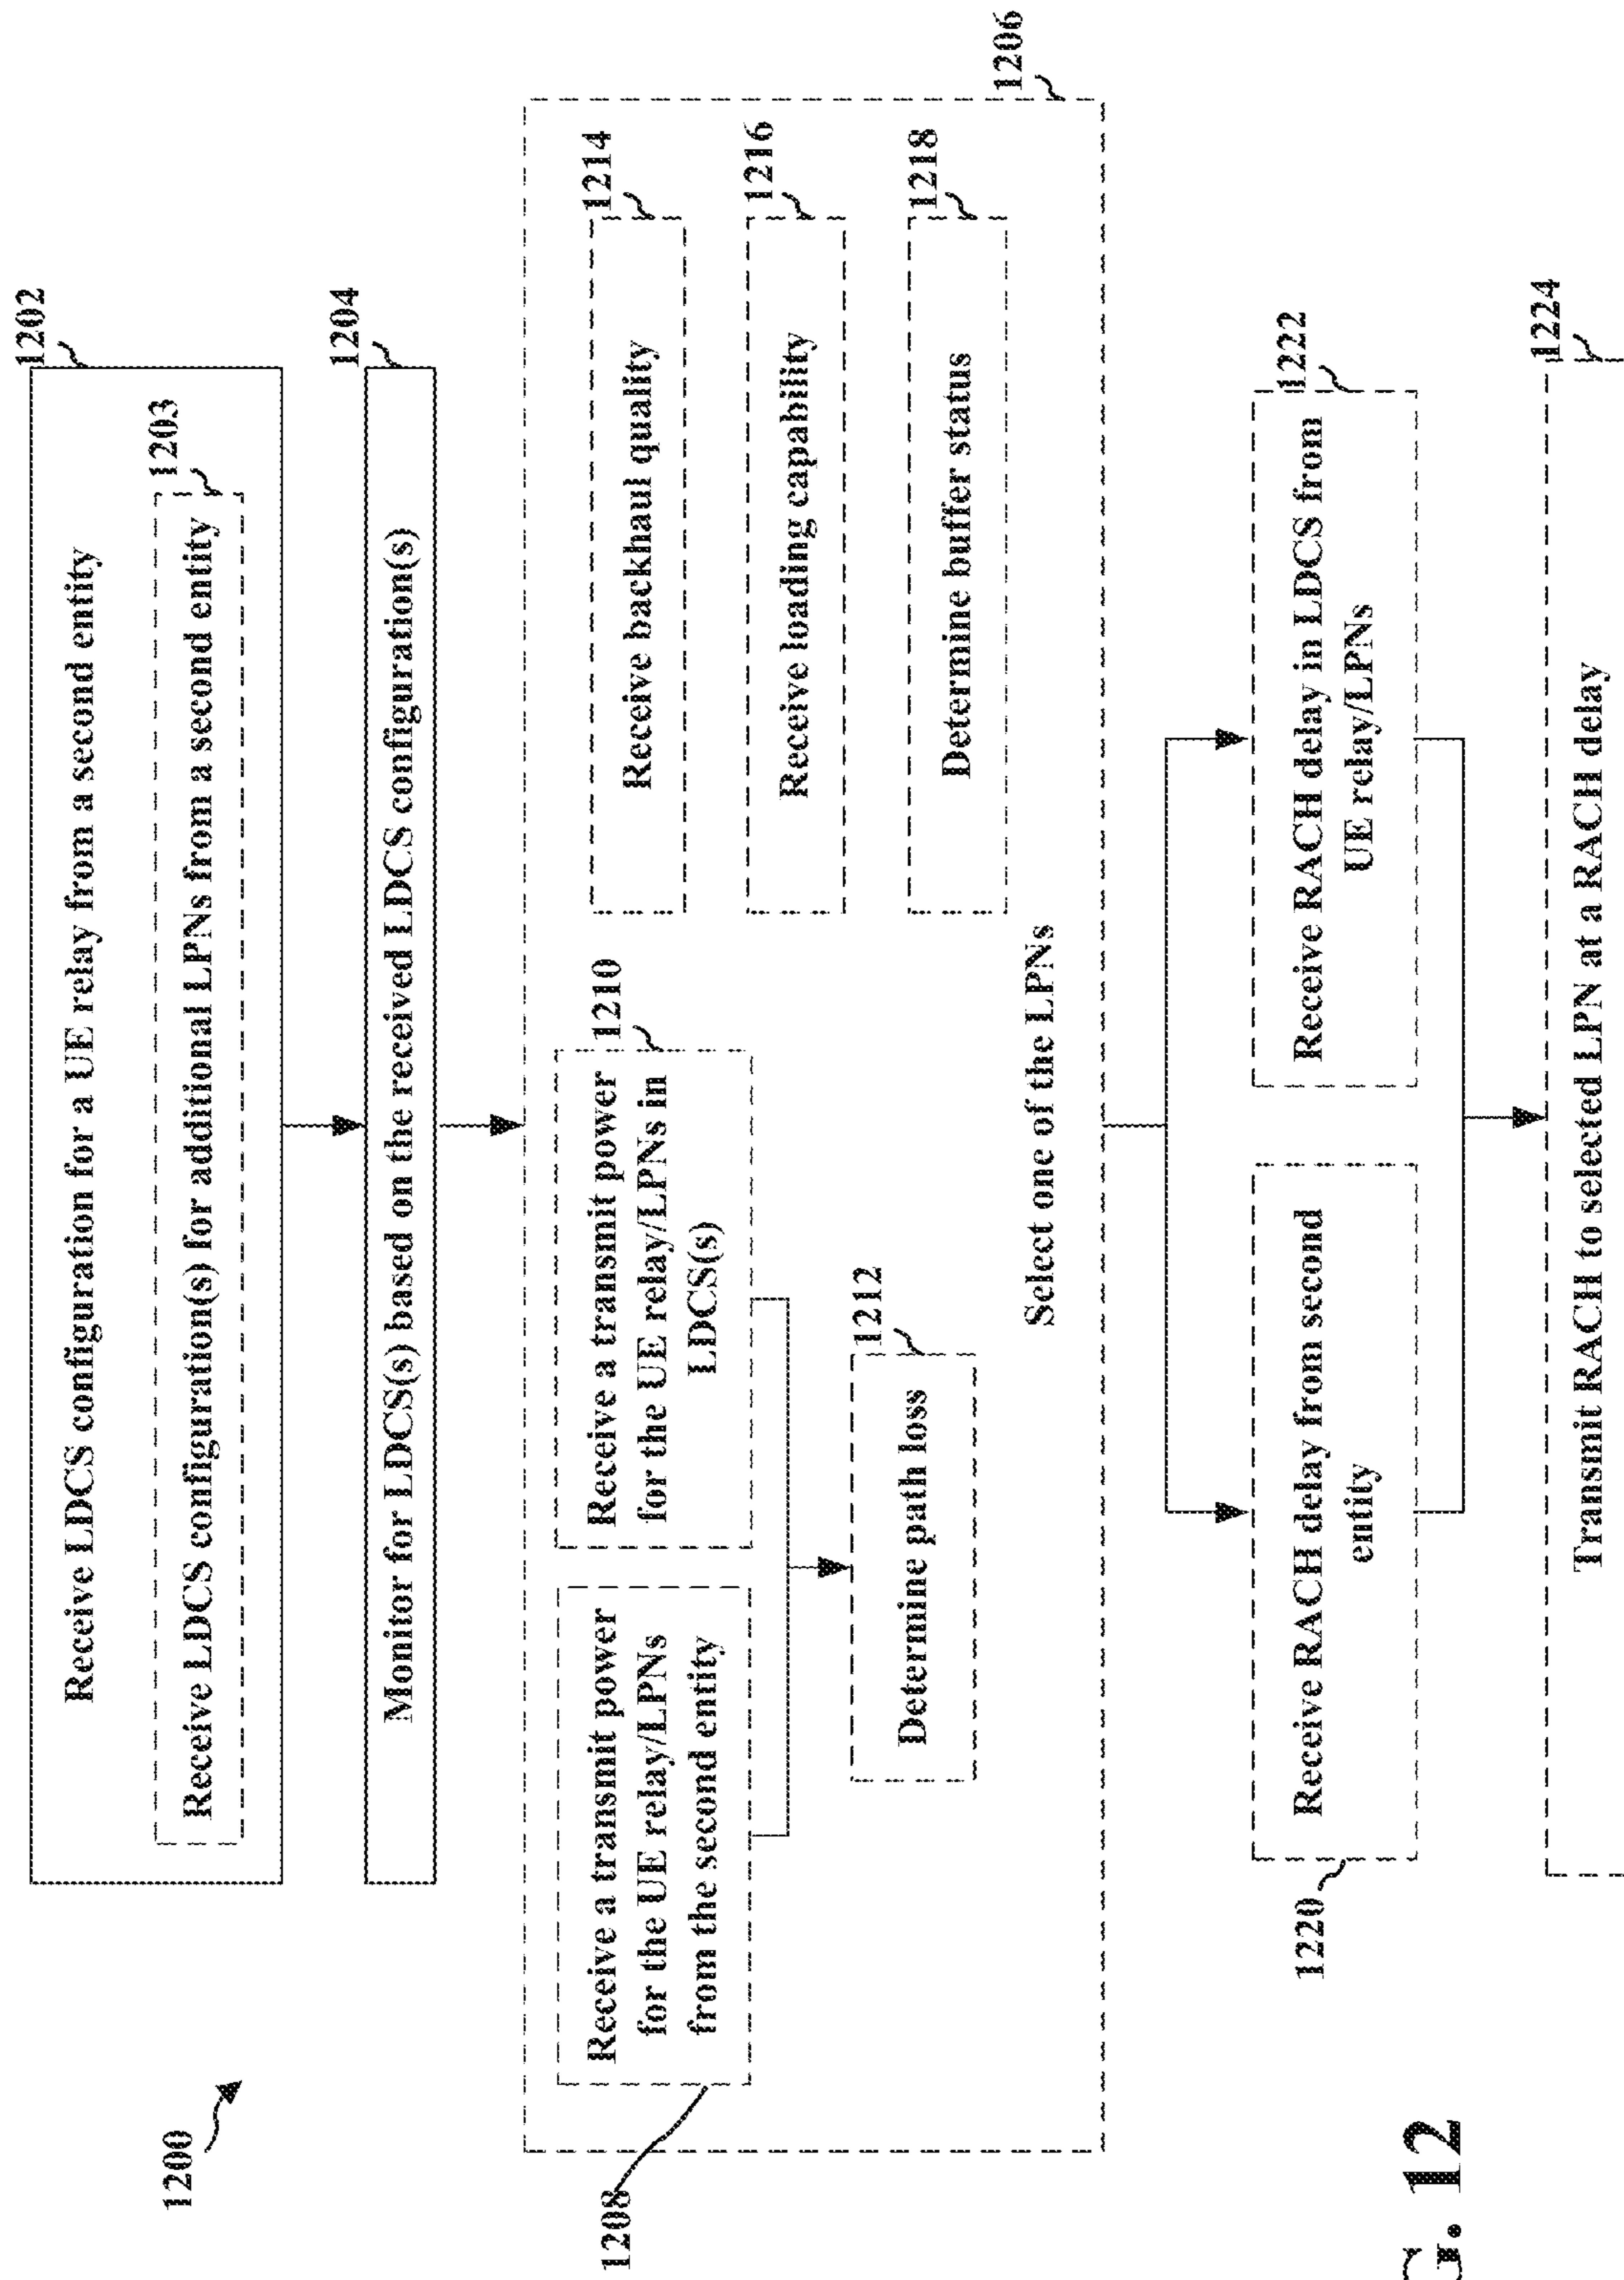 1200
1202
Receive LDCS configuration for a UE relay from a second entity
1203
Receive LDCS configuration(s) for additional LPNs from a second entity
1204
Monitor for LDCS(s) based on the received LDCS configuration(s)
1206
1208
Receive a transmit power
for the UE relay/LPNs
from the second entity
1210
Receive a transmit power
for the UE relay/LPNs in
LDCS(s)
1212
Determine path loss
1214
Receive backhaul quality
1216
Receive loading capability
1218
Determine buffer status
Select one of the LPNs
1220
Receive RACH delay from second
entity
1222
Receive RACH delay in LDCS from
UE relay/LPNs
1224
Transmit RACH to selected LPN at a RACH delay
G. 12